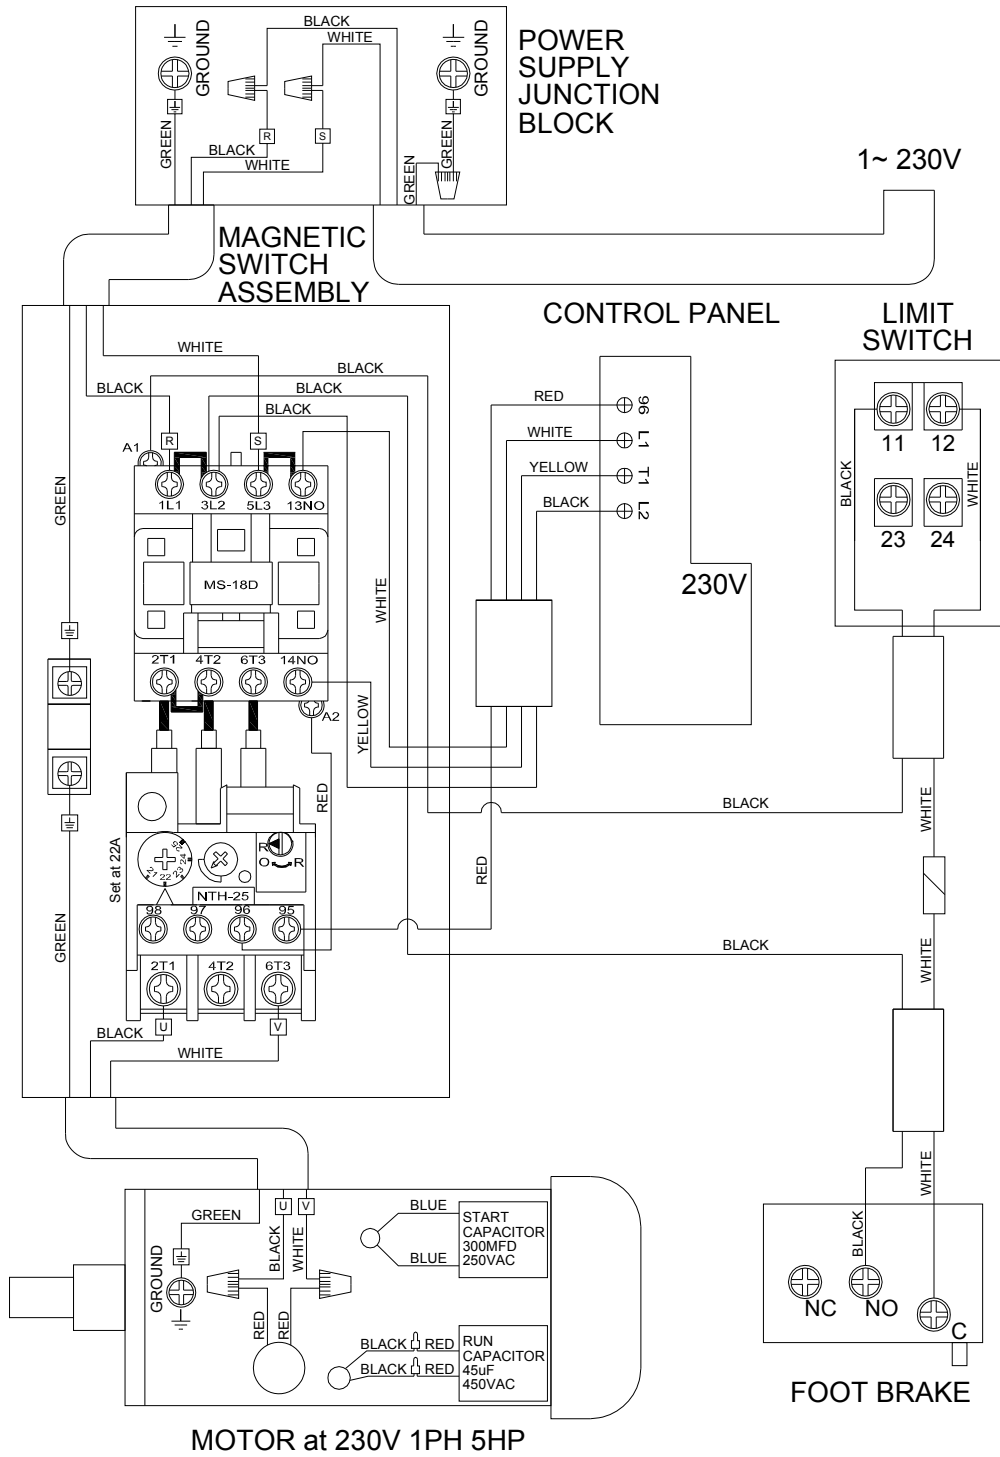 BLACK
WHITE
GROUND
GROUND
POWER
SUPPLY
JUNCTION
BLOCK
GREEN
R
S
BLACK
WHITE
GREEN
GREEN
1~ 230V
MAGNETIC
SWITCH
ASSEMBLY
CONTROL PANEL
LIMIT
SWITCH
WHITE
BLACK
BLACK
BLACK
BLACK
A1
R
S
1L1
3L2
5L3
13NO
GREEN
MS-18D
WHITE
2T1
4T2
6T3
14NO
A2
YELLOW
RED
RED
WHITE
YELLOW
BLACK
96
L1
T1
L2
230V
11
12
23
24
BLACK
WHITE
BLACK
WHITE
RED
Set at 22A
21
22
23
24
25
R
O
R
NTH-25
98
97
96
95
GREEN
2T1
4T2
6T3
BLACK
WHITE
U
BLACK
V
WHITE
GREEN
GROUND
U
V
BLACK
WHITE
RED
RED
BLUE
BLUE
START
CAPACITOR
300MFD
250VAC
BLACK
RED
BLACK
RED
RUN
CAPACITOR
45uF
450VAC
MOTOR at 230V 1PH 5HP
WHITE
BLACK
NC
NO
C
FOOT BRAKE